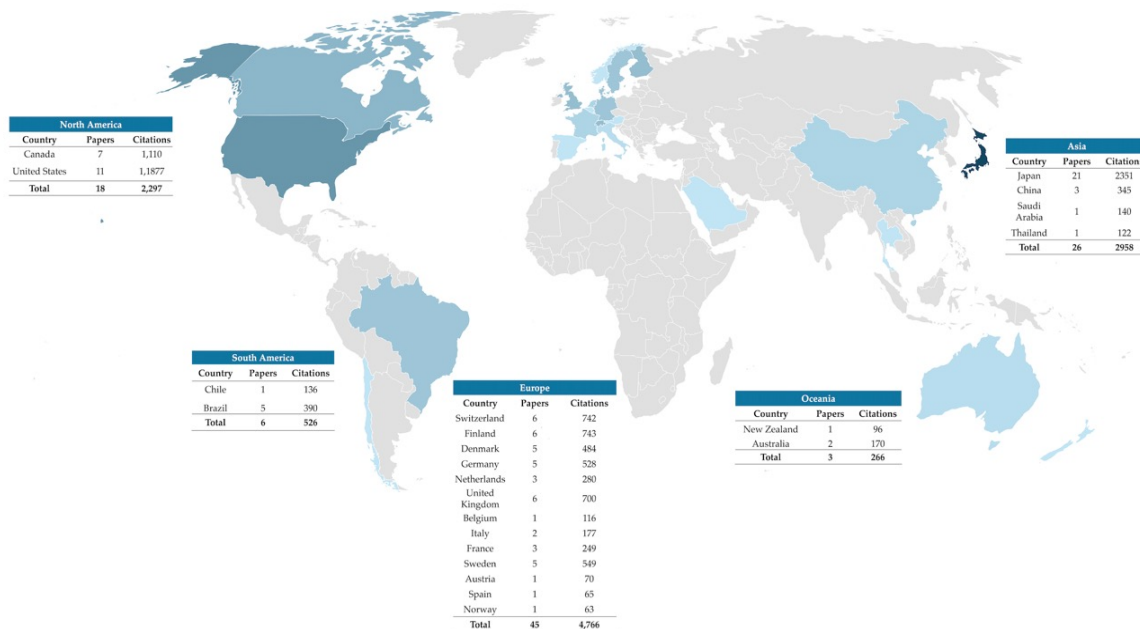 North America
Country Papers Citations
Canada 7 1,110
United States 11 1,1877
Total 18 2,297
Asia
Country Papers Citations
Japan 21 2351
China 3 345
Saudi
Arabia 1 140
Thailand 1 122
Total 26 2958
South America
Country Papers Citations
Chile 1 136
Brazil 5 390
Total 6 526
Europe
Country Papers Citations
Switzerland 6 742
Finland 6 743
Denmark 5 484
Germany 5 528
Netherlands 3 280
United
Kingdom 6 700
Belgium 1 116
Italy 2 177
France 3 249
Sweden 5 549
Austria 1 70
Spain 1 65
Norway 1 63
Total 45 4,766
Oceania
Country Papers Citations
New Zealand 1 96
Australia 2 170
Total 3 266